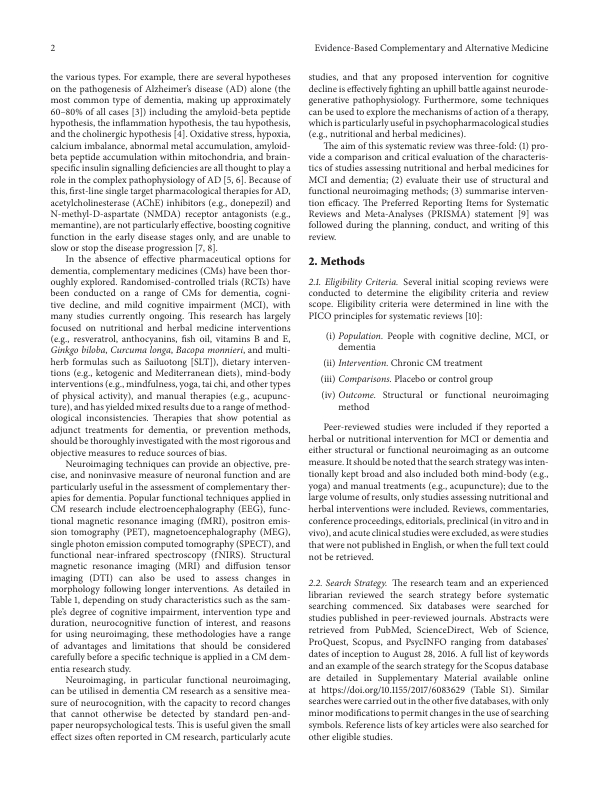 2
Evidence-Based Complementary and Alternative Medicine
the various types. For example, there are several hypotheses
on the pathogenesis of Alzheimer's disease (AD) alone (the
most common type of dementia, making up approximately
60–80% of all cases [3]) including the amyloid-beta peptide
hypothesis, the inflammation hypothesis, the tau hypothesis,
and the cholinergic hypothesis [4]. Oxidative stress, hypoxia,
calcium imbalance, abnormal metal accumulation, amyloid-
beta peptide accumulation within mitochondria, and brain-
specific insulin signalling deficiencies are all thought to play a
role in the complex pathophysiology of AD [5, 6]. Because of
this, first-line single target pharmacological therapies for AD,
acetylcholinesterase (AChE) inhibitors (e.g., donepezil) and
N-methyl-D-aspartate (NMDA) receptor antagonists (e.g.,
memantine), are not particularly effective, boosting cognitive
function in the early disease stages only, and are unable to
slow or stop the disease progression [7, 8].
In the absence of effective pharmaceutical options for
dementia, complementary medicines (CMs) have been thor-
oughly explored. Randomised-controlled trials (RCTs) have
been conducted on a range of CMs for dementia, cogni-
tive decline, and mild cognitive impairment (MCI), with
many studies currently ongoing. This research has largely
focused on nutritional and herbal medicine interventions
(e.g., resveratrol, anthocyanins, fish oil, vitamins B and E,
Ginkgo biloba, Curcuma longa, Bacopa monnieri, and multi-
herb formulas such as Sailuotong [SLT]), dietary interven-
tions (e.g., ketogenic and Mediterranean diets), mind-body
interventions (e.g., mindfulness, yoga, tai chi, and other types
of physical activity), and manual therapies (e.g., acupunc-
ture), and has yielded mixed results due to a range of method-
ological inconsistencies. Therapies that show potential as
adjunct treatments for dementia, or prevention methods,
should be thoroughly investigated with the most rigorous and
objective measures to reduce sources of bias.
Neuroimaging techniques can provide an objective, pre-
cise, and noninvasive measure of neuronal function and are
particularly useful in the assessment of complementary ther-
apies for dementia. Popular functional techniques applied in
CM research include electroencephalography (EEG), func-
tional magnetic resonance imaging (fMRI), positron emis-
sion tomography (PET), magnetoencephalography (MEG),
single photon emission computed tomography (SPECT), and
functional near-infrared spectroscopy (fNIRS). Structural
magnetic resonance imaging (MRI) and diffusion tensor
imaging (DTI) can also be used to assess changes in
morphology following longer interventions. As detailed in
Table 1, depending on study characteristics such as the sam-
ple's degree of cognitive impairment, intervention type and
duration, neurocognitive function of interest, and reasons
for using neuroimaging, these methodologies have a range
of advantages and limitations that should be considered
carefully before a specific technique is applied in a CM dem-
entia research study.
Neuroimaging, in particular functional neuroimaging,
can be utilised in dementia CM research as a sensitive mea-
sure of neurocognition, with the capacity to record changes
that cannot otherwise be detected by standard pen-and-
paper neuropsychological tests. This is useful given the small
effect sizes often reported in CM research, particularly acute
studies, and that any proposed intervention for cognitive
decline is effectively fighting an uphill battle against neurode-
generative pathophysiology. Furthermore, some techniques
can be used to explore the mechanisms of action of a therapy,
which is particularly useful in psychopharmacological studies
(e.g., nutritional and herbal medicines).
The aim of this systematic review was three-fold: (1) pro-
vide a comparison and critical evaluation of the characteris-
tics of studies assessing nutritional and herbal medicines for
MCI and dementia; (2) evaluate their use of structural and
functional neuroimaging methods; (3) summarise interven-
tion efficacy. The Preferred Reporting Items for Systematic
Reviews and Meta-Analyses (PRISMA) statement [9] was
followed during the planning, conduct, and writing of this
review.
2. Methods
2.1. Eligibility Criteria. Several initial scoping reviews were
conducted to determine the eligibility criteria and review
scope. Eligibility criteria were determined in line with the
PICO principles for systematic reviews [10]:
(i) Population. People with cognitive decline, MCI, or
dementia
(ii) Intervention. Chronic CM treatment
(iii) Comparisons. Placebo or control group
(iv) Outcome. Structural or functional neuroimaging
method
Peer-reviewed studies were included if they reported a
herbal or nutritional intervention for MCI or dementia and
either structural or functional neuroimaging as an outcome
measure. It should be noted that the search strategy was inten-
tionally kept broad and also included both mind-body (e.g.,
yoga) and manual treatments (e.g., acupuncture); due to the
large volume of results, only studies assessing nutritional and
herbal interventions were included. Reviews, commentaries,
conference proceedings, editorials, preclinical (in vitro and in
vivo), and acute clinical studies were excluded, as were studies
that were not published in English, or when the full text could
not be retrieved.
2.2. Search Strategy. The research team and an experienced
librarian reviewed the search strategy before systematic
searching commenced. Six databases were searched for
studies published in peer-reviewed journals. Abstracts were
retrieved from PubMed, ScienceDirect, Web of Science,
ProQuest, Scopus, and PsycINFO ranging from databases'
dates of inception to August 28, 2016. A full list of keywords
and an example of the search strategy for the Scopus database
are detailed in Supplementary Material available online
at https://doi.org/10.1155/2017/6083629 (Table S1). Similar
searches were carried out in the other five databases, with only
minor modifications to permit changes in the use of searching
symbols. Reference lists of key articles were also searched for
other eligible studies.